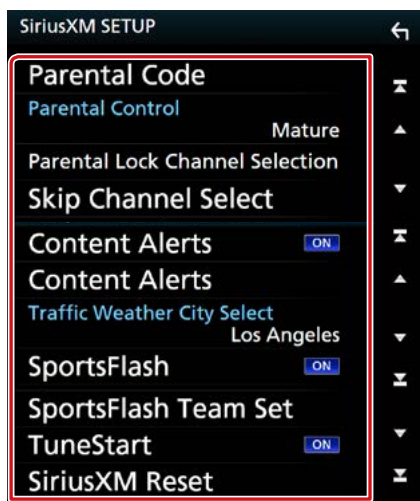 SiriusXM SETUP
Parental Code
Parental Control
Mature
Parental Lock Channel Selection
Skip Channel Select
Content Alerts ON
Content Alerts
Traffic Weather City Select
Los Angeles
SportsFlash ON
SportsFlash Team Set
TuneStart ON
SiriusXM Reset